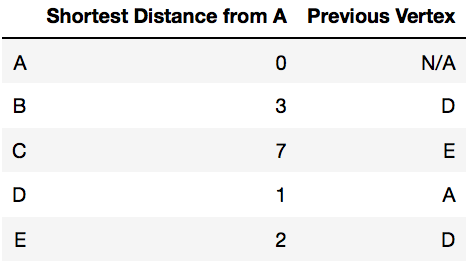 Shortest Distance from A Previous Vertex
A 0 N/A
B 3 D
C 7 E
D 1 A
E 2 D